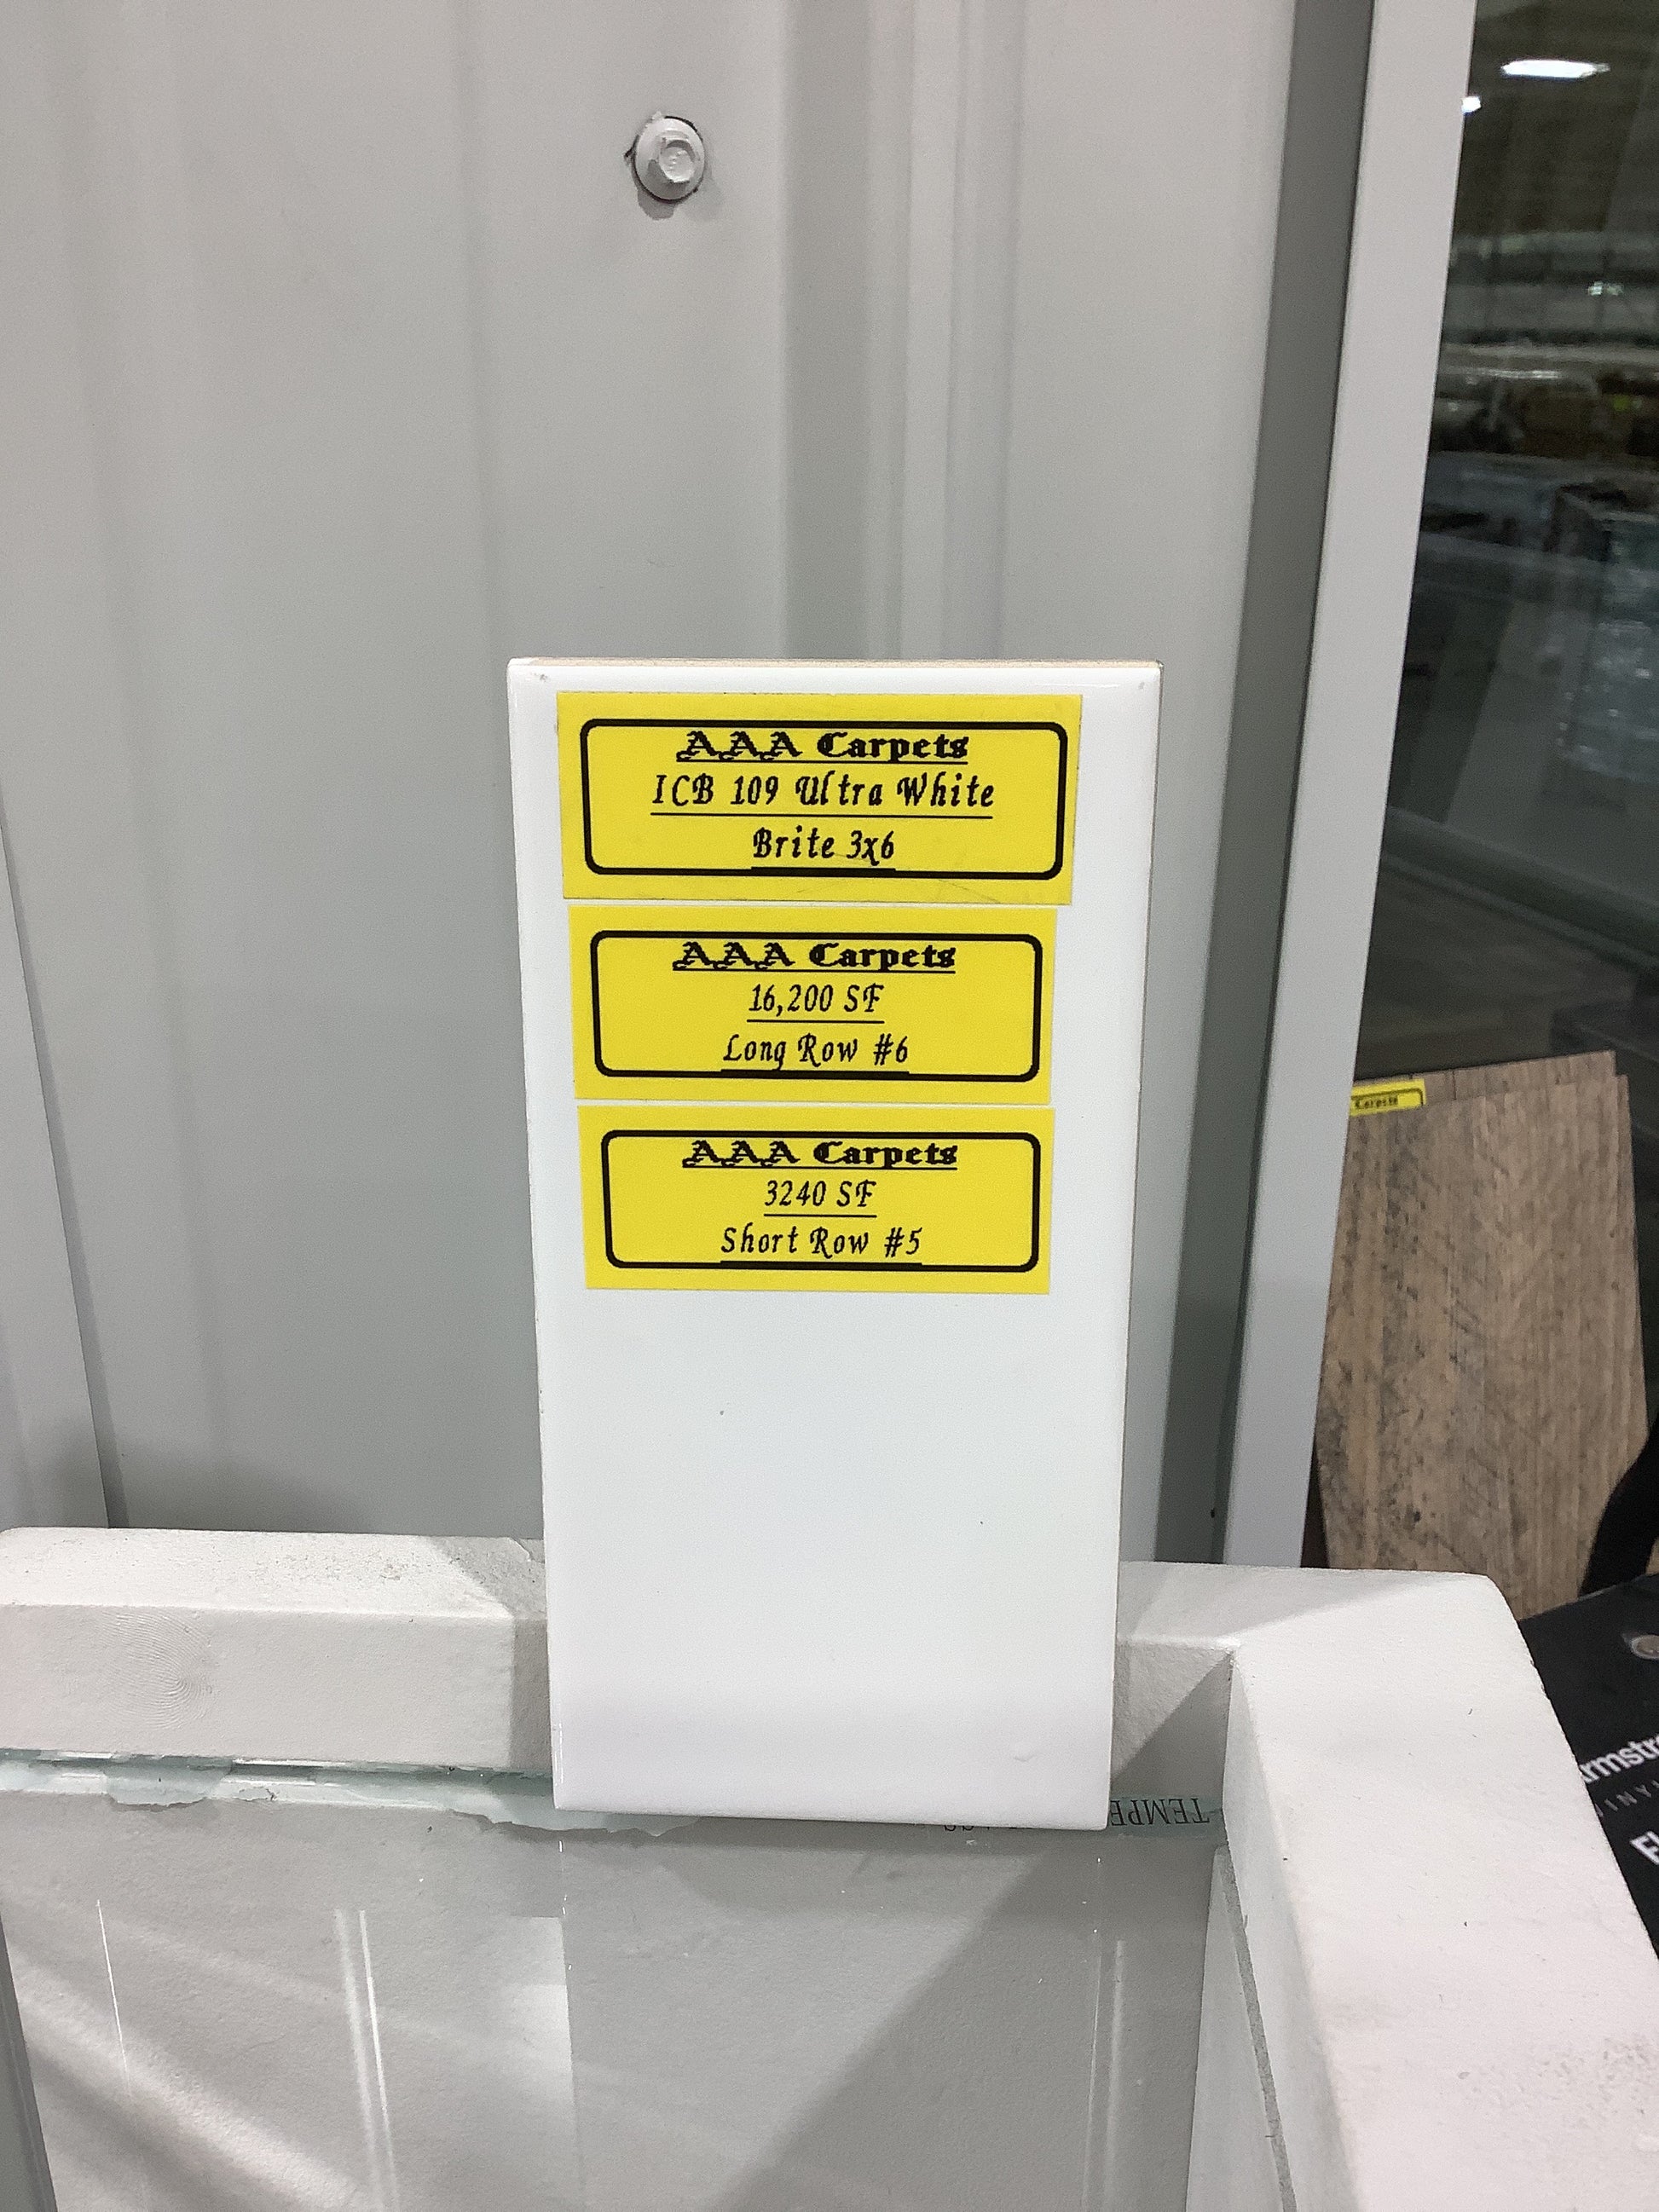 AAA Carpets
ICB 109 Ultra White
Brite 3x6
AAA Carpets
16,200 SF
Long Row #6
AAA Carpets
3240 SF
Short Row #5
Carpets